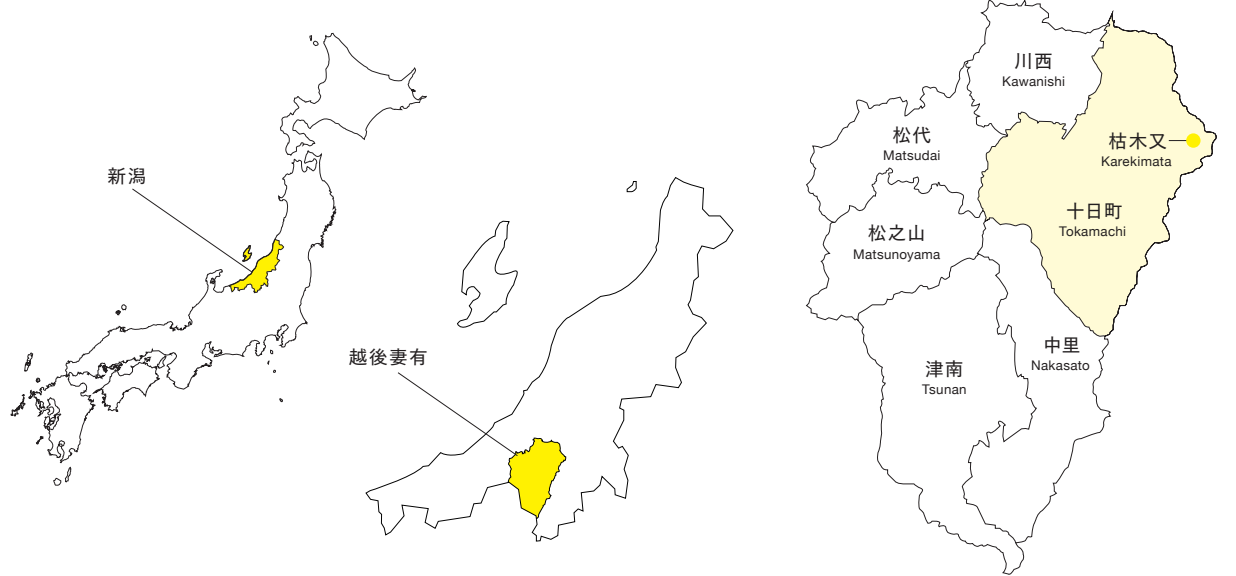 新潟
越後妻有
川西
Kawanishi
松代
Matsudai
枯木又
Karekimata
十日町
Tokamachi
松之山
Matsunoyama
中里
Nakasato
津南
Tsunan